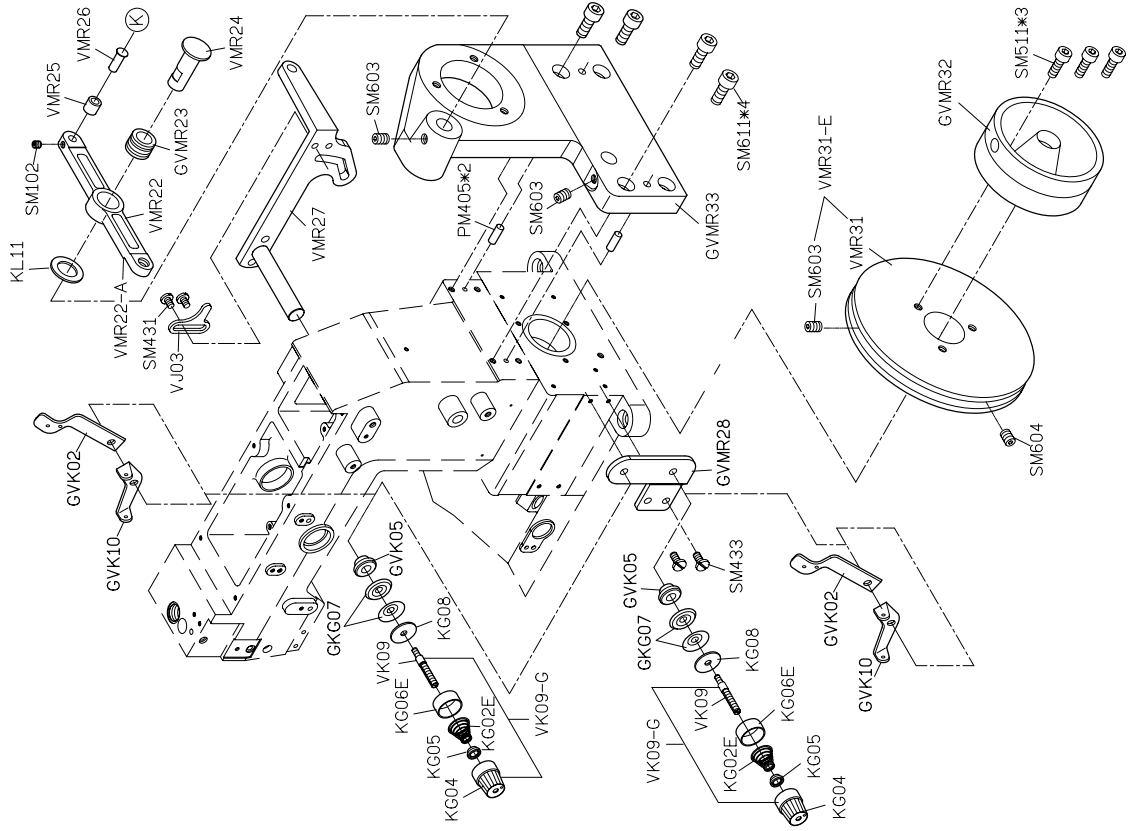 VMR26
K
VMR24
VMR25
GVMR23
SM102
VMR22
KL11
VMR22-A
SM431
VJ03
VMR27
SM603
PM405*2
SM603
SM611*4
GVMR33
SM511*3
GVMR32
VMR31-E
SM603
VMR31
SM604
GVK02
GVK10
GVK05
GKG07
KG08
VK09
KG06E
KG02E
KG05
KG04
VK09-G
GVMR28
SM433
GVK05
GKG07
KG08
VK09
KG06E
VK09-G
KG02E
KG05
KG04
GVK02
GVK10